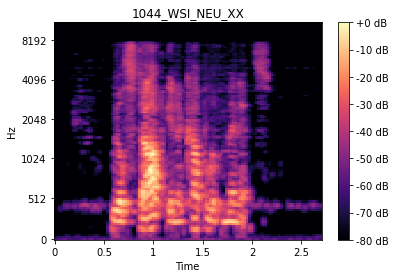 1044_WSI_NEU_XX
+0 dB
8192
-10 dB
4096
-20 dB
-30 dB
2048
Hz
-40 dB
1024
-50 dB
512
-60 dB
-70 dB
0
-80 dB
0 0.5 1 1.5 2 2.5
Time